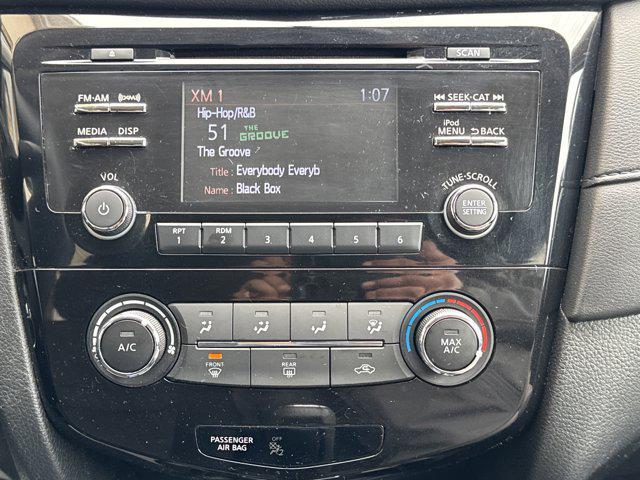 SCAN
FM·AM
MEDIA DISP
XM 1 1:07
Hip-Hop/R&B
51 THE GROOVE
The Groove
Title : Everybody Everyb
Name : Black Box
SEEK·CAT
iPod
MENU BACK
VOL
TUNE·SCROLL
ENTER
SETTING
RPT
1
RDM
2
3
4
5
6
A/C
MAX
A/C
FRONT
REAR
PASSENGER
AIR BAG
OFF